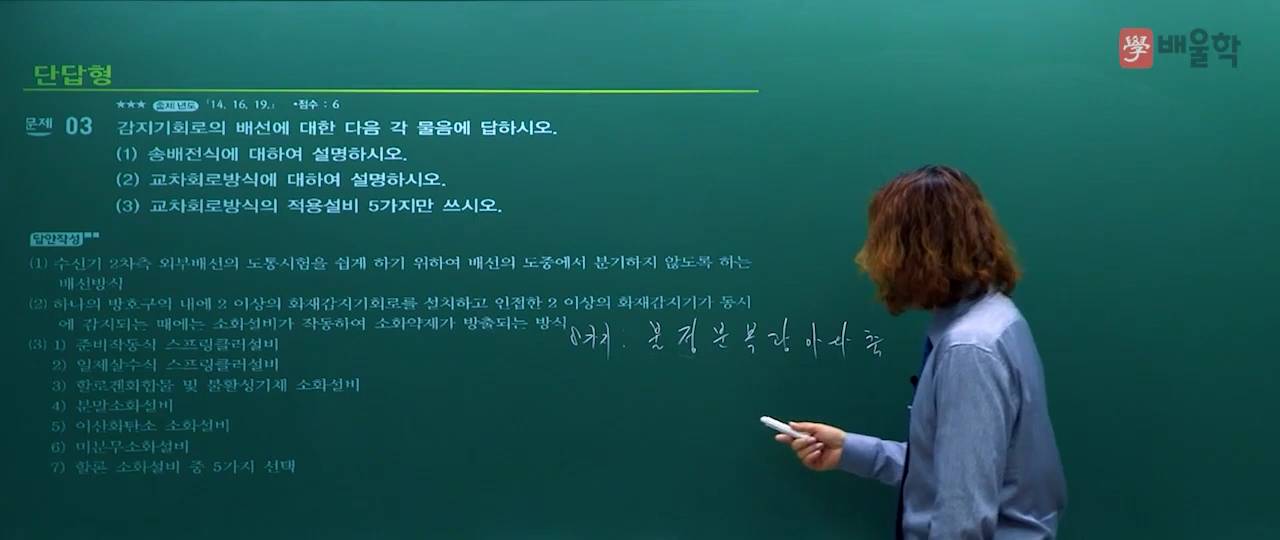 學 배울학
단답형
★★★ 출제년도 「14, 16, 19.」 •점수 : 6
문제 03 감지기회로의 배선에 대한 다음 각 물음에 답하시오.
(1) 송배전식에 대하여 설명하시오.
(2) 교차회로방식에 대하여 설명하시오.
(3) 교차회로방식의 적용설비 5가지만 쓰시오.
답안작성
(1) 수신기 2차측 외부배선의 도통시험을 쉽게 하기 위하여 배선의 도중에서 분기하지 않도록 하는
배선방식
(2) 하나의 방호구역 내에 2 이상의 화재감지기회로를 설치하고 인접한 2 이상의 화재감지기가 동시
에 감지되는 때에는 소화설비가 작동하여 소화약제가 방출되는 방식
8가지 : 불 정 분 복 광 아 다 축
(3) 1) 준비작동식 스프링클러설비
2) 일제살수식 스프링클러설비
3) 할로겐화합물 및 불활성기체 소화설비
4) 분말소화설비
5) 이산화탄소 소화설비
6) 미분무소화설비
7) 할론 소화설비 중 5가지 선택